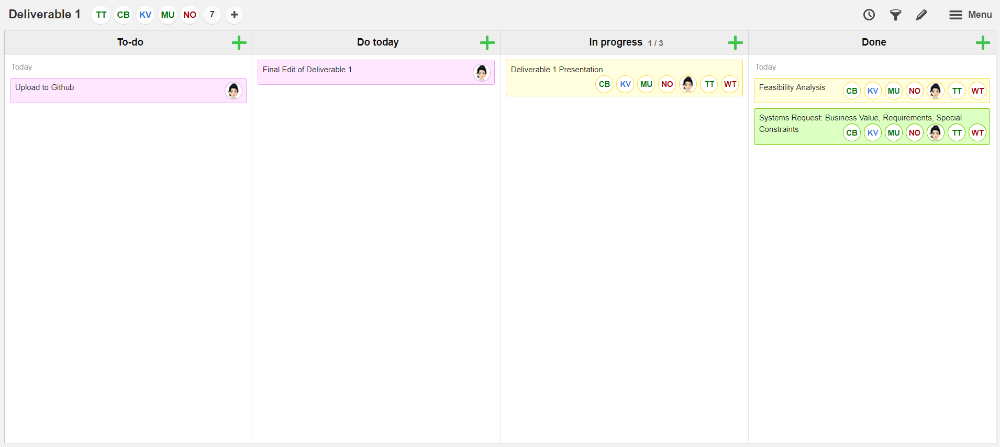 Deliverable 1 TT CB KV MU NO 7 Menu
To-do
Do today
In progress 1 / 3
Done
Today
Upload to Github
Final Edit of Deliverable 1
Deliverable 1 Presentation
CB KV MU NO TT WT
Today
Feasibility Analysis CB KV MU NO TT WT
Systems Request: Business Value, Requirements, Special
Constraints CB KV MU NO TT WT